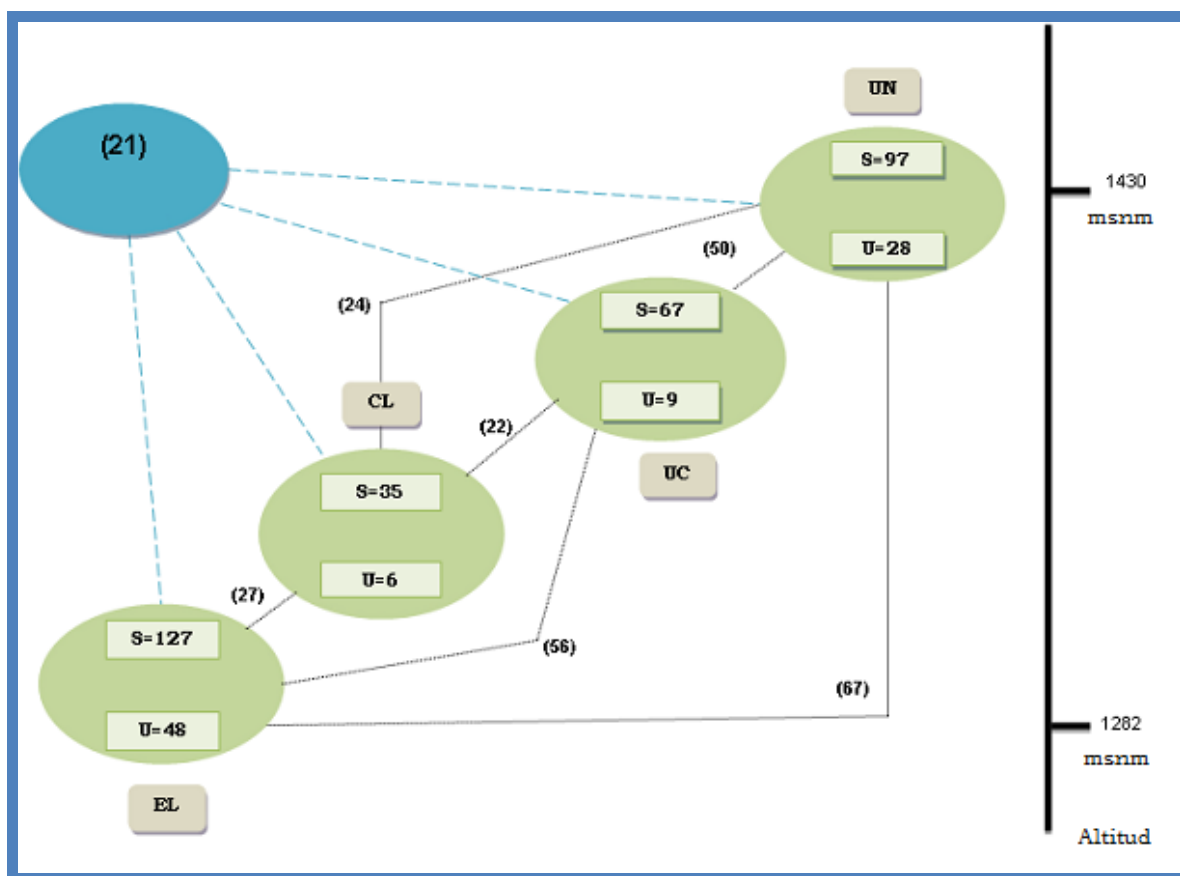 UN
(21)
S=97
1430
msnm
U=28
(50)
(24)
S=67
CL
U=9
(22)
UC
S=35
U=6
(27)
S=127
(56)
(67)
U=48
1282
msnm
EL
Altitud